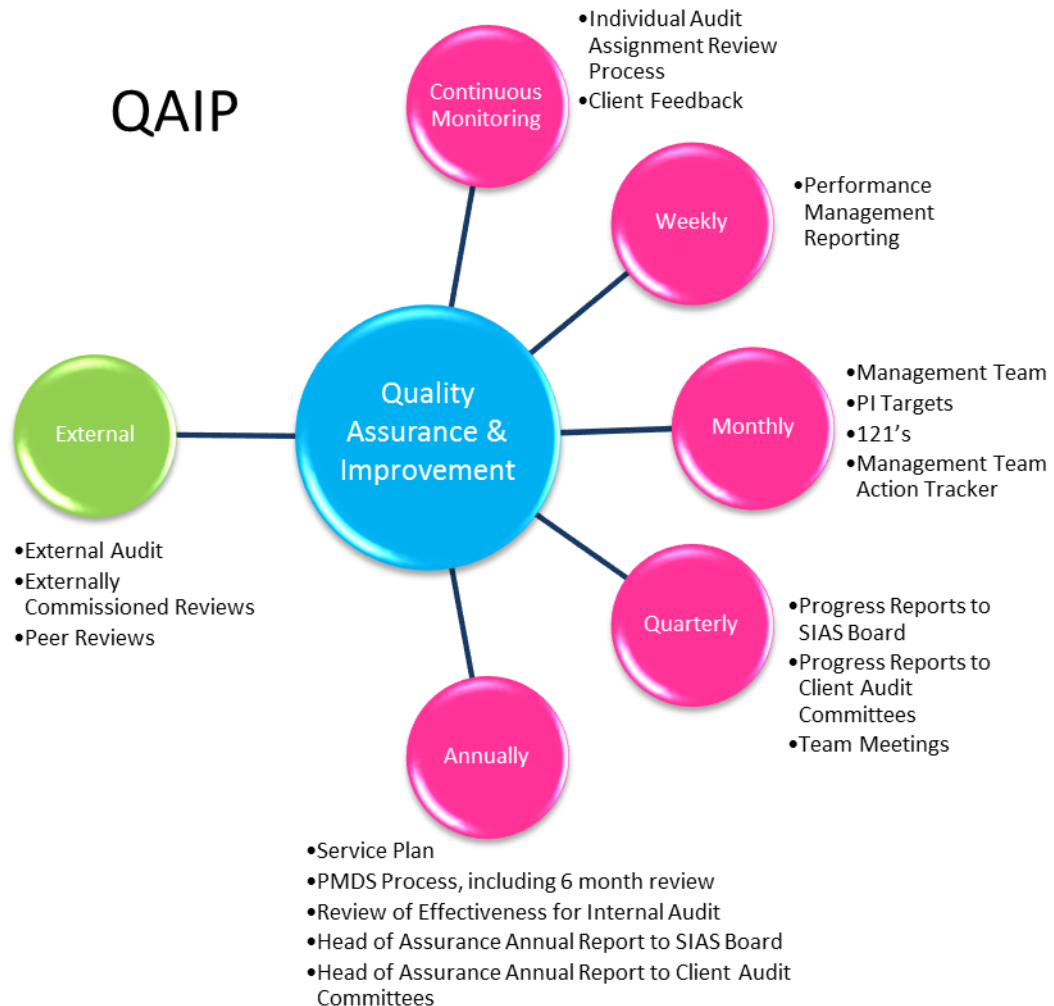 QAIP
Continuous
Monitoring
•Individual Audit
Assignment Review
Process
•Client Feedback
Weekly
•Performance
Management
Reporting
Monthly
•Management Team
•PI Targets
•121’s
•Management Team
Action Tracker
Quality
Assurance &
Improvement
External
•External Audit
•Externally
Commissioned Reviews
•Peer Reviews
Quarterly
•Progress Reports to
SIAS Board
•Progress Reports to
Client Audit
Committees
•Team Meetings
Annually
•Service Plan
•PMDS Process, including 6 month review
•Review of Effectiveness for Internal Audit
•Head of Assurance Annual Report to SIAS Board
•Head of Assurance Annual Report to Client Audit
Committees